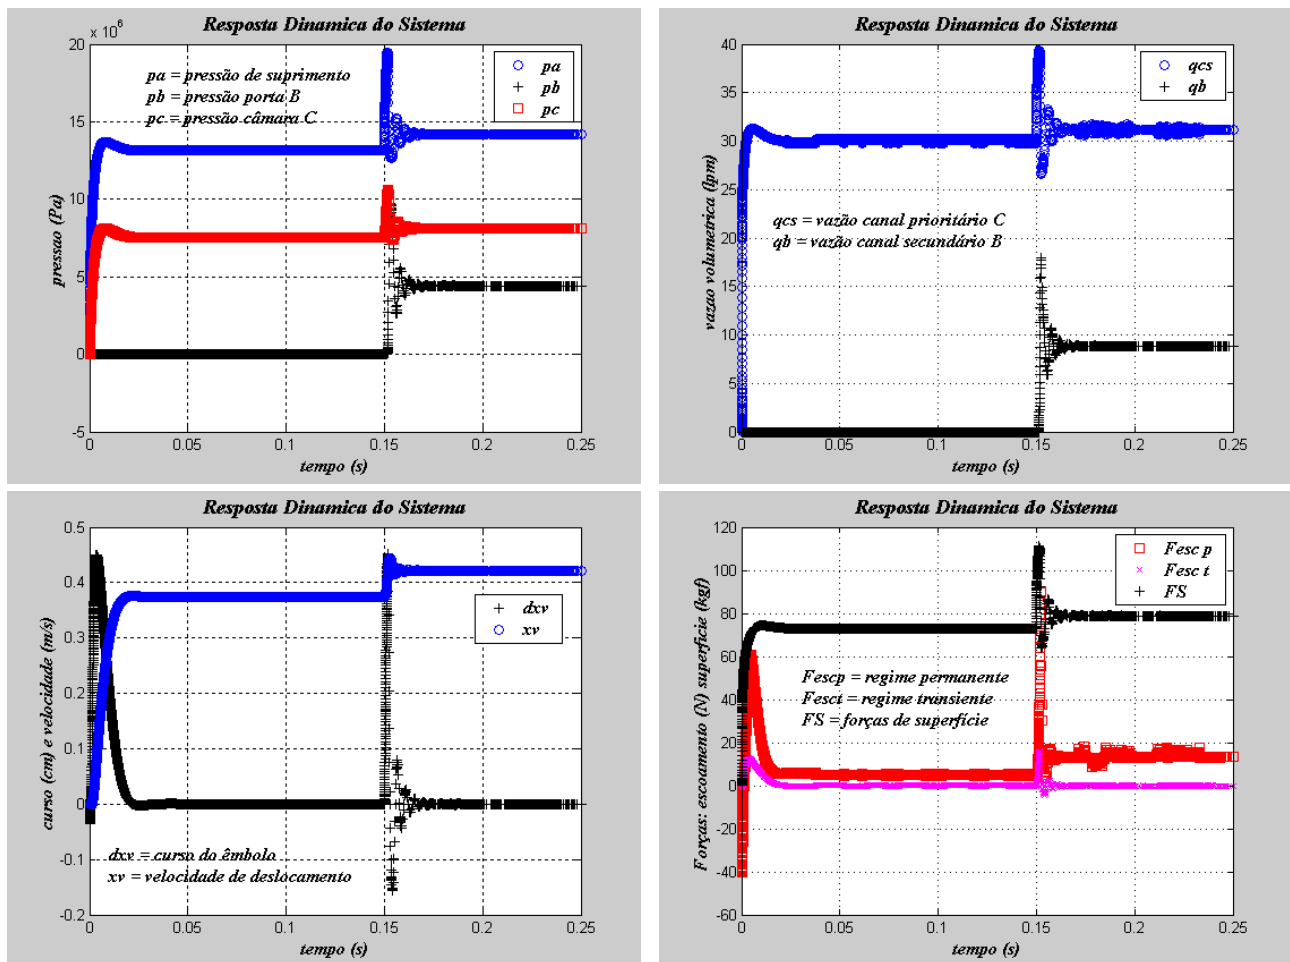 Resposta Dinamica do Sistema
x 10^6
pressão (Pa)
20
15
10
5
0
-5
pa = pressão de suprimento
pb = pressão porta B
pc = pressão câmara C
pa
pb
pc
0 0.05 0.1 0.15 0.2 0.25
tempo (s)
Resposta Dinamica do Sistema
vazão volumetrica (lpm)
40
35
30
25
20
15
10
5
0
qcs
qb
qcs = vazão canal prioritário C
qb = vazão canal secundário B
0 0.05 0.1 0.15 0.2 0.25
tempo (s)
Resposta Dinamica do Sistema
curso (cm) e velocidade (m/s)
0.5
0.4
0.3
0.2
0.1
0
-0.1
-0.2
dxv
xv
dxv = curso do êmbolo
xv = velocidade de deslocamento
0 0.05 0.1 0.15 0.2 0.25
tempo (s)
Resposta Dinamica do Sistema
Forças: escoamento (N) superfície (kgf)
120
100
80
60
40
20
0
-20
-40
-60
Fesc p
Fesc t
FS
Fescp = regime permanente
Fesct = regime transiente
FS = forças de superfície
0 0.05 0.1 0.15 0.2 0.25
tempo (s)